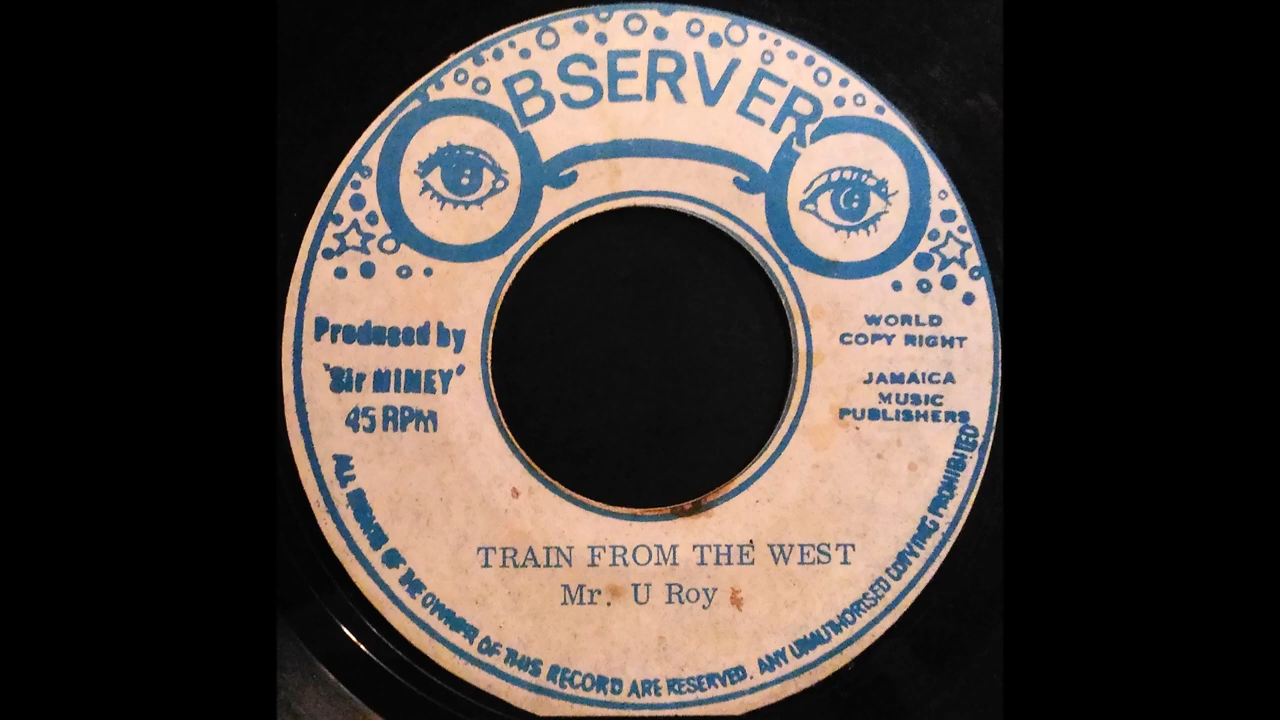 OBSERVER
Produced by
'Sir NINEY'
45 RPM
WORLD
COPY RIGHT
JAMAICA
MUSIC
PUBLISHERS
TRAIN FROM THE WEST
Mr. U Roy
ALL RIGHTS OF THE OWNER OF THIS RECORD ARE RESERVED. ANY UNAUTHORISED COPYING PROHIBITED